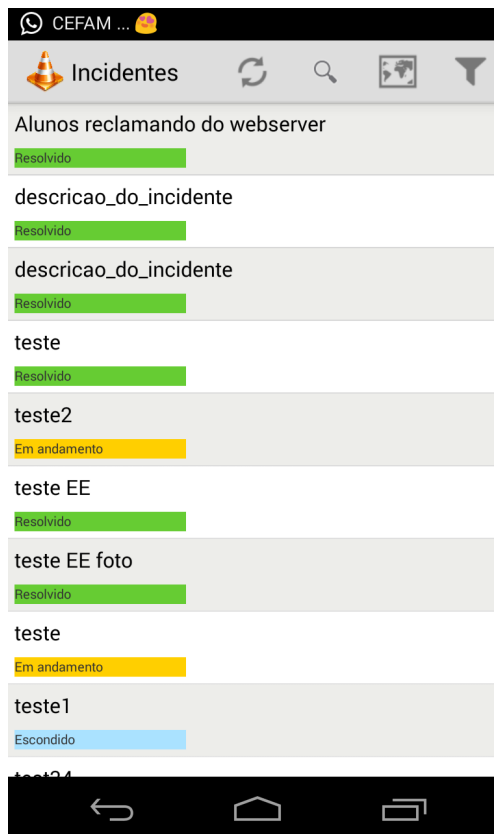 CEFAM ... 😍
Incidentes
Alunos reclamando do webserver
Resolvido
descricao_do_incidente
Resolvido
descricao_do_incidente
Resolvido
teste
Resolvido
teste2
Em andamento
teste EE
Resolvido
teste EE foto
Resolvido
teste
Em andamento
teste1
Escondido